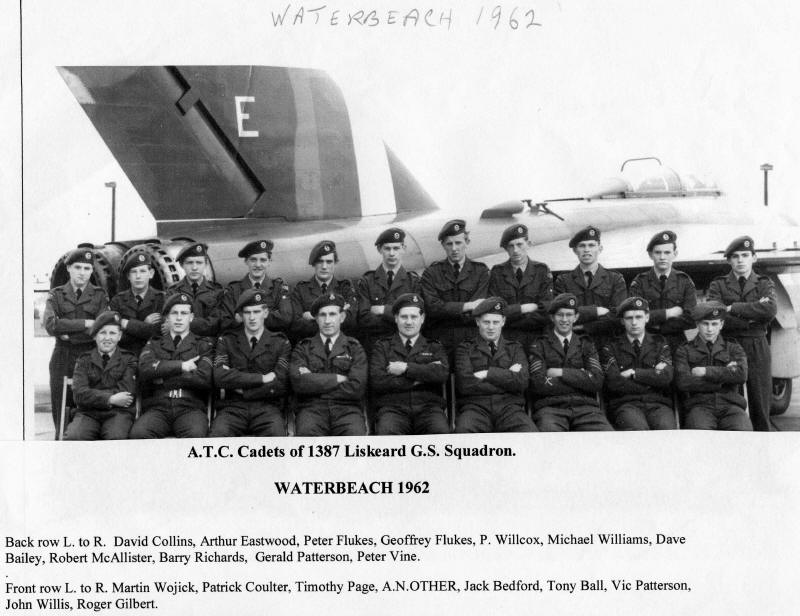 WATERBEACH 1962
E
A.T.C. Cadets of 1387 Liskeard G.S. Squadron.
WATERBEACH 1962
Back row L. to R. David Collins, Arthur Eastwood, Peter Flukes, Geoffrey Flukes, P. Willcox, Michael Williams, Dave
Bailey, Robert McAllister, Barry Richards, Gerald Patterson, Peter Vine.
.
Front row L. to R. Martin Wojick, Patrick Coulter, Timothy Page, A.N.OTHER, Jack Bedford, Tony Ball, Vic Patterson,
John Willis, Roger Gilbert.